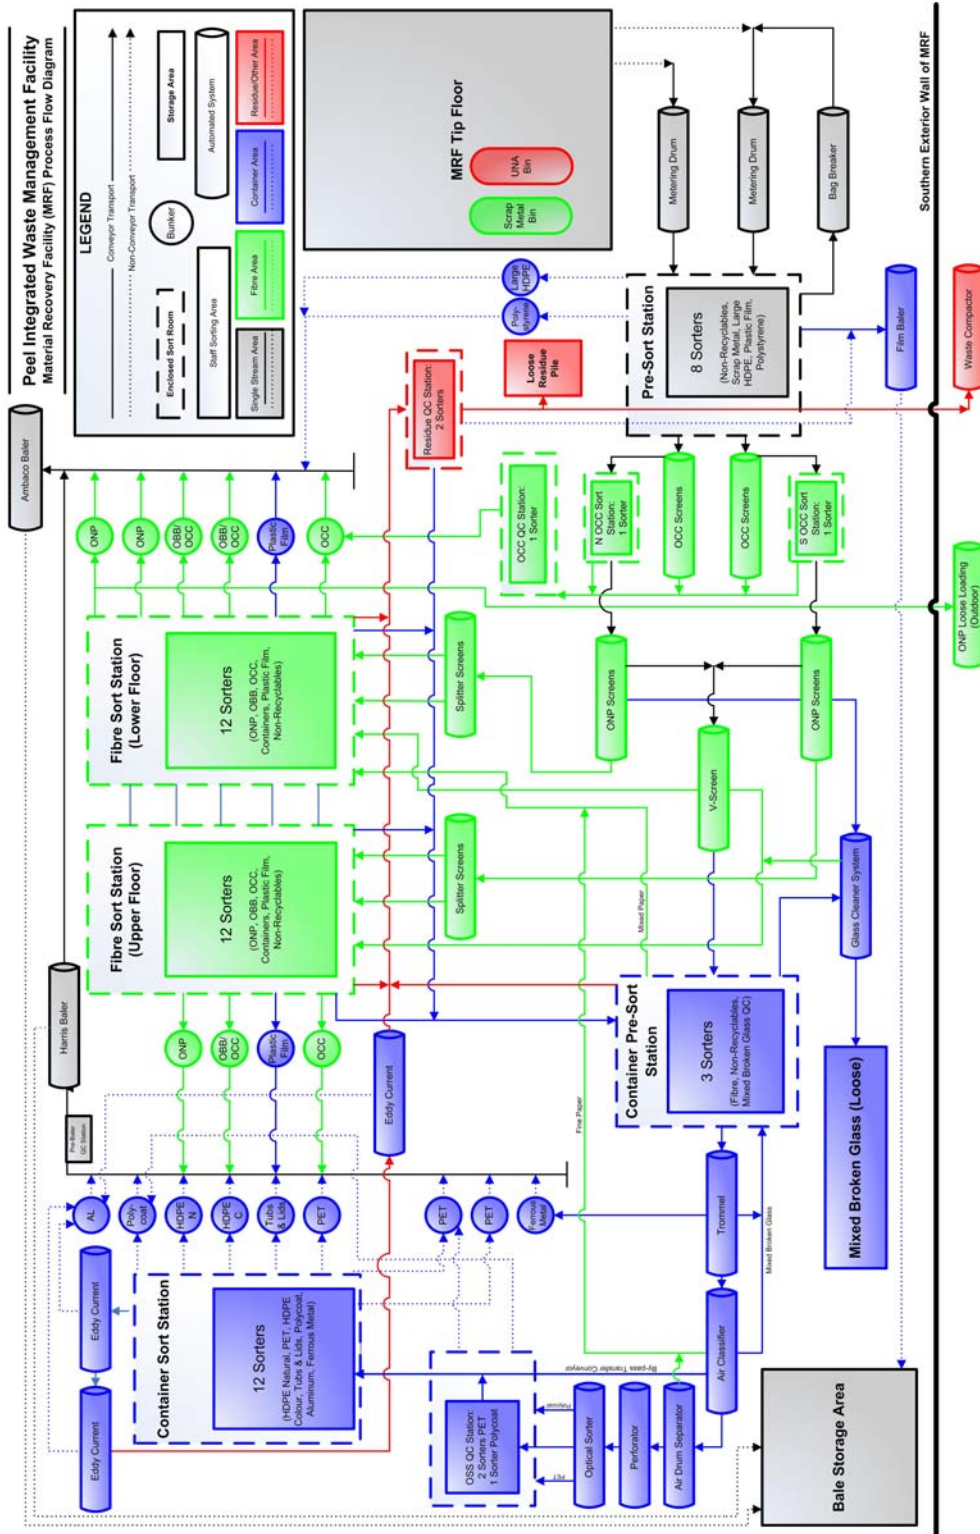 Peel Integrated Waste Management Facility
Material Recovery Facility (MRF) Process Flow Diagram
LEGEND
Conveyor Transport
Non-Conveyor Transport
Enclosed Sort Room
Bunker
Storage Area
Staff Sorting Area
Automated System
Single Stream Area
Fibre Area
Container Area
Residue/Other Area
MRF Tip Floor
Scrap
Metal
Bin
UNA
Bin
Metering Drum
Metering Drum
Bag Breaker
Southern Exterior Wall of MRF
Ambaco Baler
ONP
ONP
OBB/
OCC
OBB/
OCC
Plastic
Film
OCC
Poly-
styrene
Large
HDPE
Residue QC Station:
2 Sorters
Loose
Residue
Pile
Pre-Sort Station
8 Sorters
(Non-Recyclables,
Scrap Metal, Large
HDPE, Plastic Film,
Polystyrene)
Film Baler
Waste Compactor
OCC QC Station:
1 Sorter
N OCC Sort
Station:
1 Sorter
OCC Screens
OCC Screens
S OCC Sort
Station:
1 Sorter
ONP Loose Loading
(Outdoor)
Fibre Sort Station
(Lower Floor)
12 Sorters
(ONP, OBB, OCC,
Containers, Plastic Film,
Non-Recyclables)
Splitter Screens
ONP Screens
V-Screen
ONP Screens
Fibre Sort Station
(Upper Floor)
12 Sorters
(ONP, OBB, OCC,
Containers, Plastic Film,
Non-Recyclables)
Splitter Screens
Mixed Paper
Glass Cleaner System
Harris Baler
Pre-Baler
QC Station
ONP
OBB/
OCC
Plastic
Film
OCC
Eddy Current
Fine Paper
Container Pre-Sort
Station
3 Sorters
(Fibre, Non-Recyclables,
Mixed Broken Glass QC)
Mixed Broken Glass (Loose)
AL
Poly-
coat
HDPE
N
HDPE
C
Tubs
& Lids
PET
PET
PET
Ferrous
Metal
Trommel
Mixed Broken Glass
Eddy Current
Eddy Current
Container Sort Station
12 Sorters
(HDPE Natural, PET, HDPE
Colour, Tubs & Lids, Polycoat,
Aluminum, Ferrous Metal)
By-pass Transfer Conveyor
Air Classifier
OSS QC Station:
2 Sorters PET
1 Sorter Polycoat
Polycoat
PET
Optical Sorter
Perforator
Air Drum Separator
Bale Storage Area